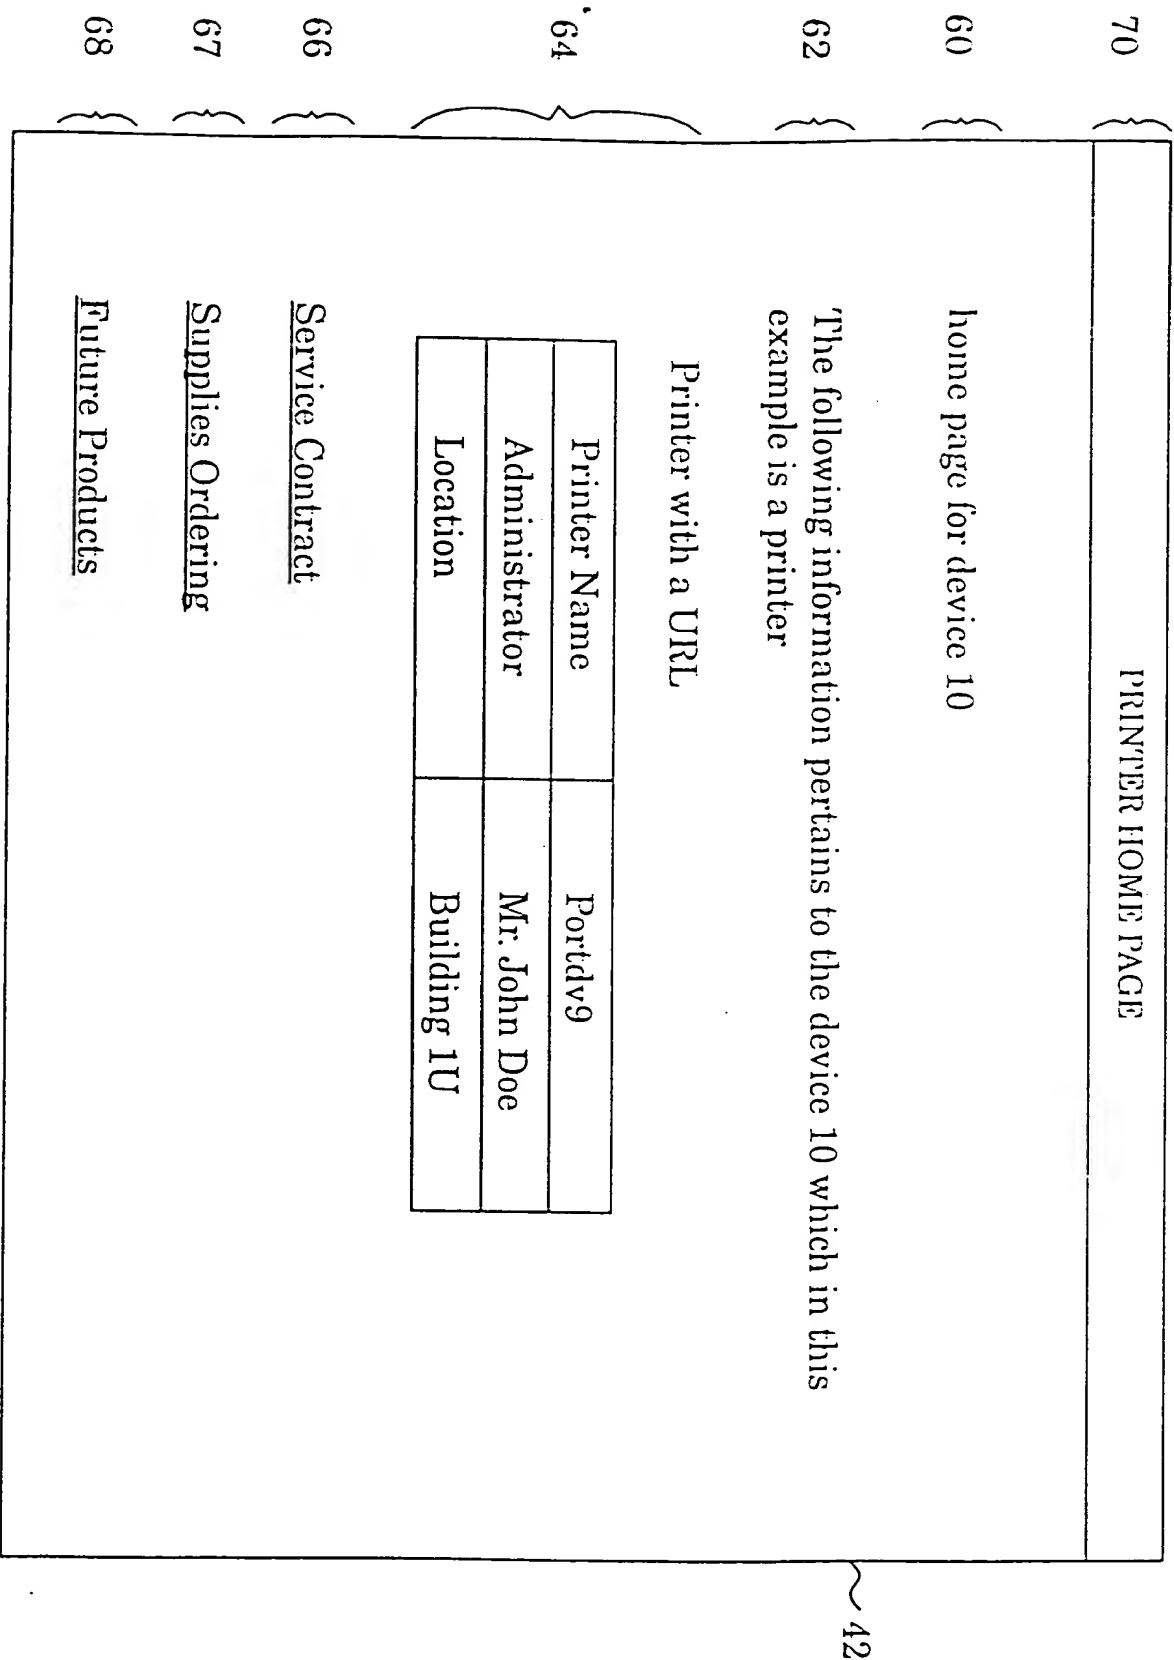 70 PRINTER HOME PAGE
60 home page for device 10
62 The following information pertains to the device 10 which in this
example is a printer
42
Printer with a URL
64
Printer Name Portdv9
Administrator Mr. John Doe
Location Building 1U
66 Service Contract
67 Supplies Ordering
68 Future Products